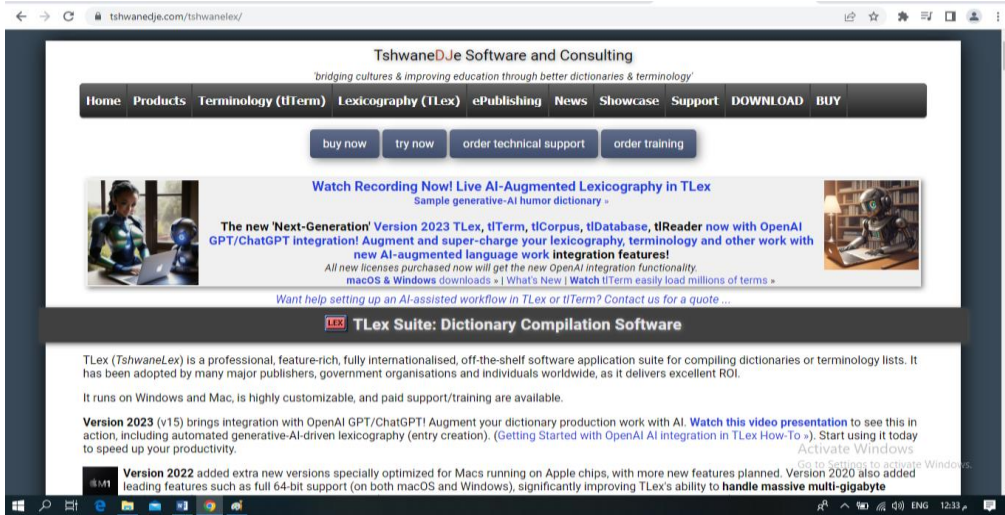 tshwanedje.com/tshwanelex/
TshwaneDJe Software and Consulting
'bridging cultures & improving education through better dictionaries & terminology'
Home Products Terminology (tlTerm) Lexicography (TLex) ePublishing News Showcase Support DOWNLOAD BUY
buy now try now order technical support order training
Watch Recording Now! Live AI-Augmented Lexicography in TLex
Sample generative-AI humor dictionary »
The new 'Next-Generation' Version 2023 TLex, tlTerm, tlCorpus, tlDatabase, tlReader now with OpenAI
GPT/ChatGPT integration! Augment and super-charge your lexicography, terminology and other work with
new AI-augmented language work integration features!
All new licenses purchased now will get the new OpenAI integration functionality.
macOS & Windows downloads » | What's New | Watch tlTerm easily load millions of terms »
Want help setting up an AI-assisted workflow in TLex or tlTerm? Contact us for a quote ...
LEX TLex Suite: Dictionary Compilation Software
TLex (TshwaneLex) is a professional, feature-rich, fully internationalised, off-the-shelf software application suite for compiling dictionaries or terminology lists. It
has been adopted by many major publishers, government organisations and individuals worldwide, as it delivers excellent ROI.
It runs on Windows and Mac, is highly customizable, and paid support/training are available.
Version 2023 (v15) brings integration with OpenAI GPT/ChatGPT! Augment your dictionary production work with AI. Watch this video presentation to see this in
action, including automated generative-AI-driven lexicography (entry creation). (Getting Started with OpenAI AI integration in TLex How-To »). Start using it today
to speed up your productivity.
Activate Windows
Go to Settings to activate Windows.
M1
Version 2022 added extra new versions specially optimized for Macs running on Apple chips, with more new features planned. Version 2020 also added
leading features such as full 64-bit support (on both macOS and Windows), significantly improving TLex's ability to handle massive multi-gigabyte
ENG 12:33 م